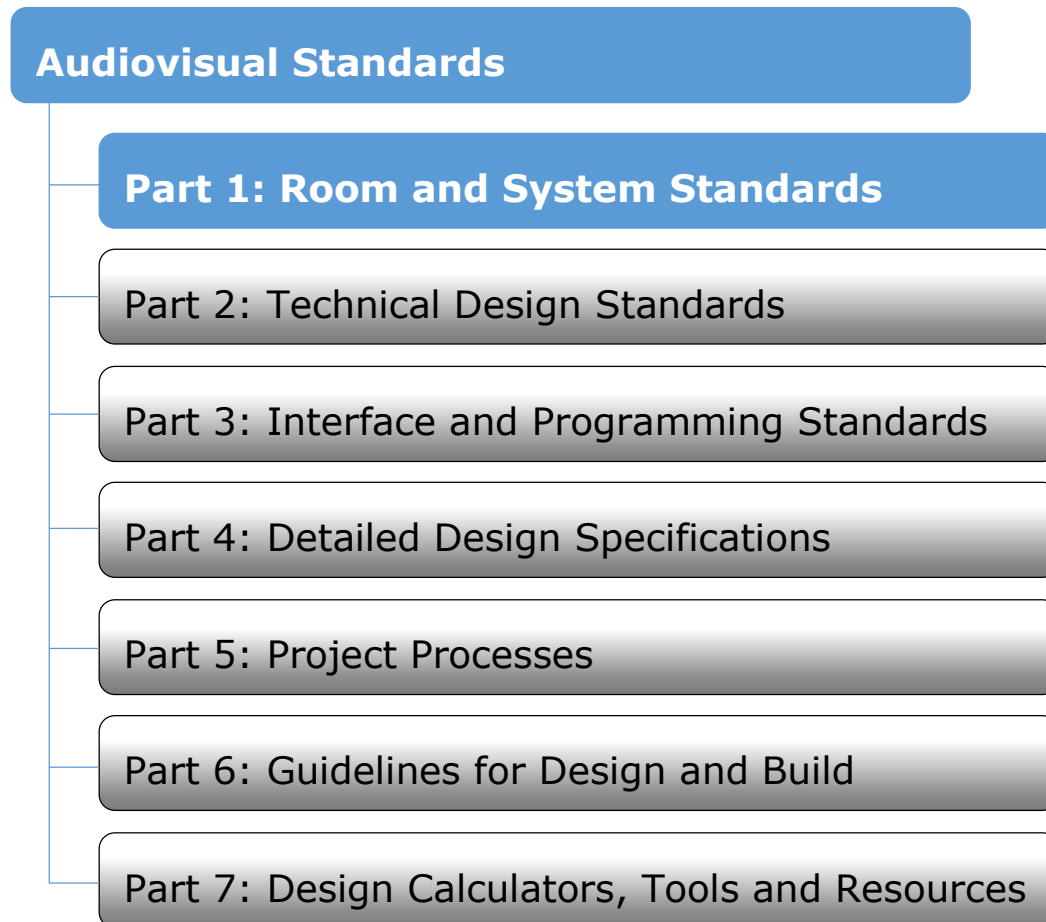 Audiovisual Standards
Part 1: Room and System Standards
Part 2: Technical Design Standards
Part 3: Interface and Programming Standards
Part 4: Detailed Design Specifications
Part 5: Project Processes
Part 6: Guidelines for Design and Build
Part 7: Design Calculators, Tools and Resources